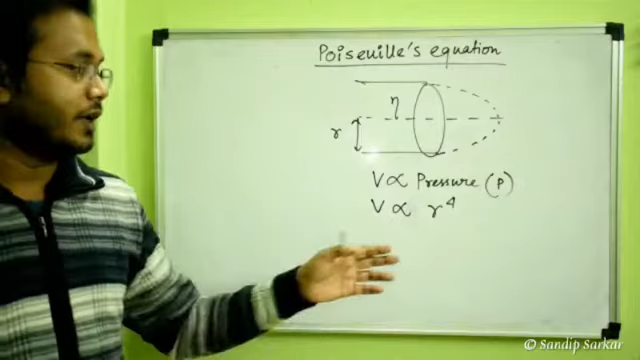 Poiseuille's equation
η
r
V ∝ Pressure (P)
V ∝ r⁴
© Sandip Sarkar